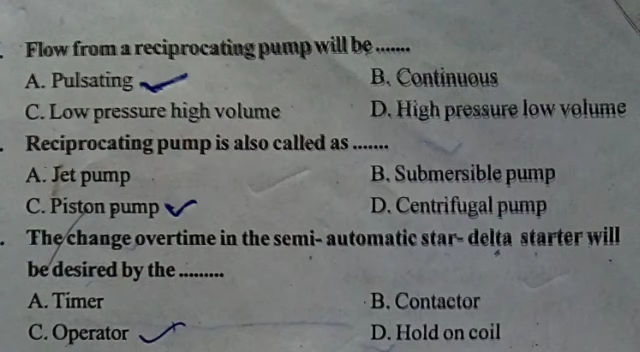 Flow from a reciprocating pump will be .......
A. Pulsating B. Continuous
C. Low pressure high volume D. High pressure low volume
Reciprocating pump is also called as .......
A. Jet pump B. Submersible pump
C. Piston pump D. Centrifugal pump
The change overtime in the semi- automatic star- delta starter will
be desired by the .........
A. Timer B. Contactor
C. Operator D. Hold on coil